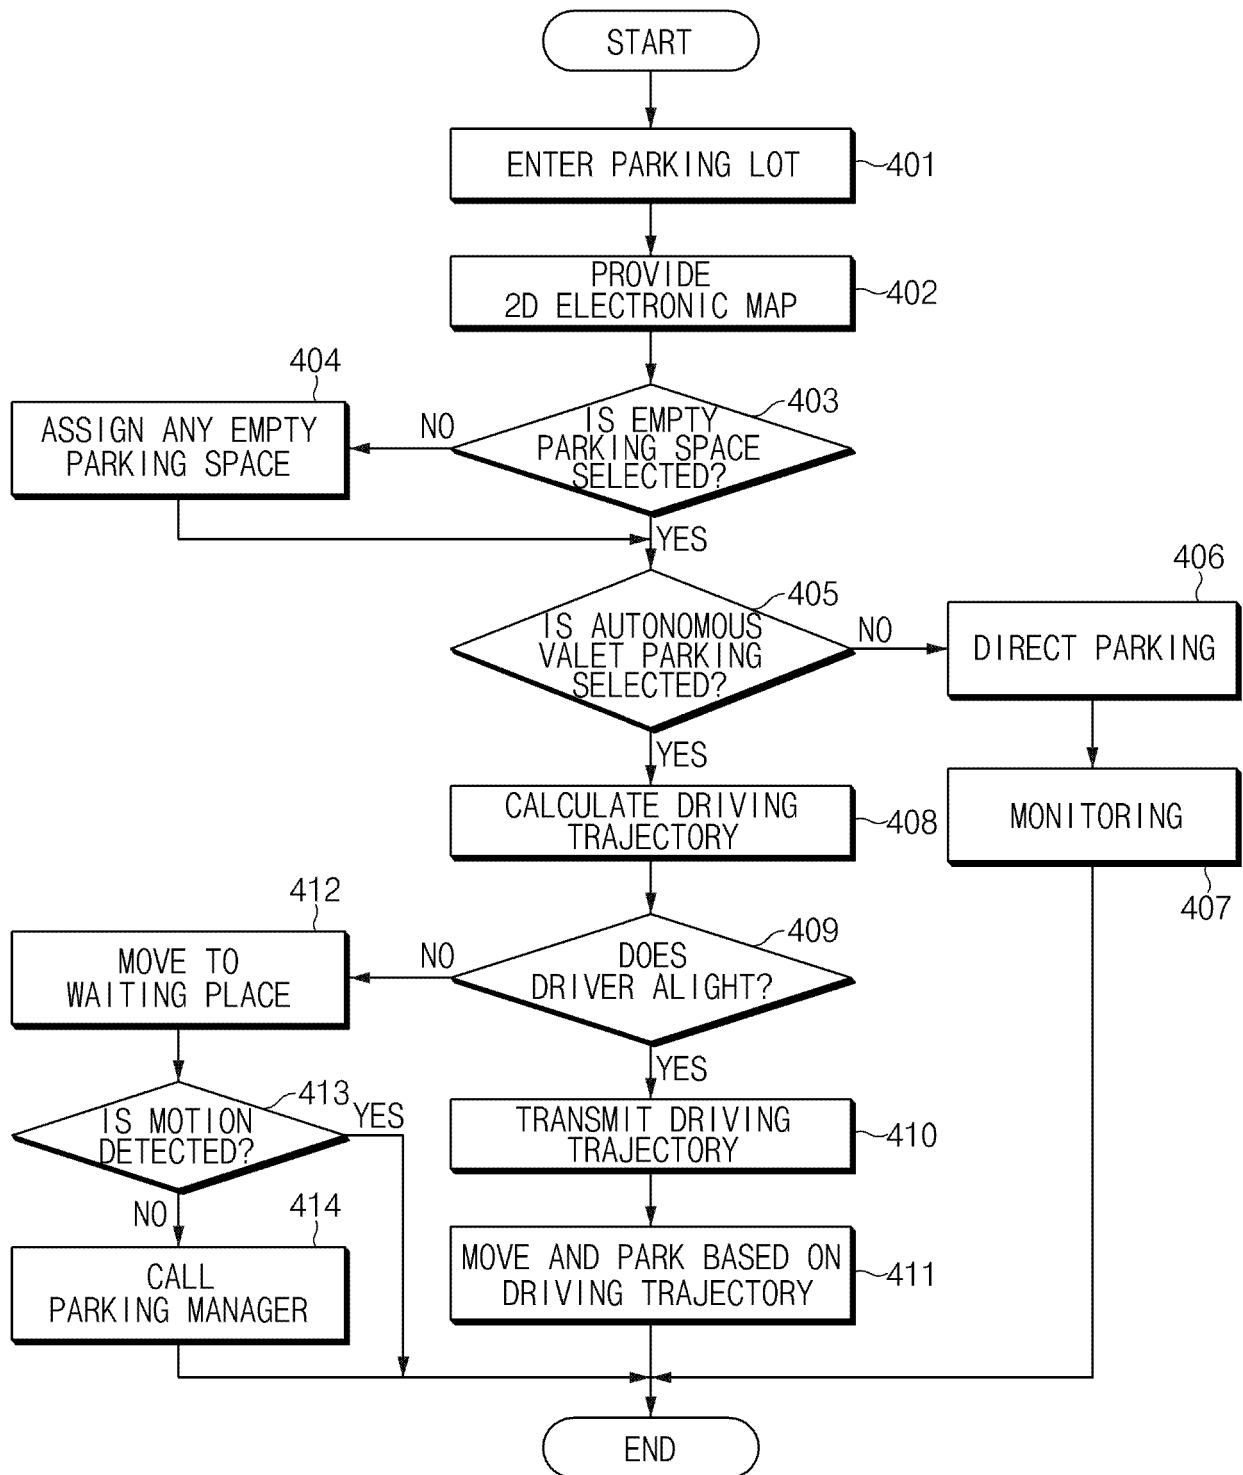 START
ENTER PARKING LOT
401
PROVIDE
2D ELECTRONIC MAP
402
404
ASSIGN ANY EMPTY
PARKING SPACE
NO
403
IS EMPTY
PARKING SPACE
SELECTED?
YES
405
IS AUTONOMOUS
VALET PARKING
SELECTED?
NO
406
DIRECT PARKING
YES
MONITORING
407
CALCULATE DRIVING
TRAJECTORY
408
412
MOVE TO
WAITING PLACE
NO
409
DOES
DRIVER ALIGHT?
YES
413
IS MOTION
DETECTED?
YES
TRANSMIT DRIVING
TRAJECTORY
410
NO
414
CALL
PARKING MANAGER
MOVE AND PARK BASED ON
DRIVING TRAJECTORY
411
END